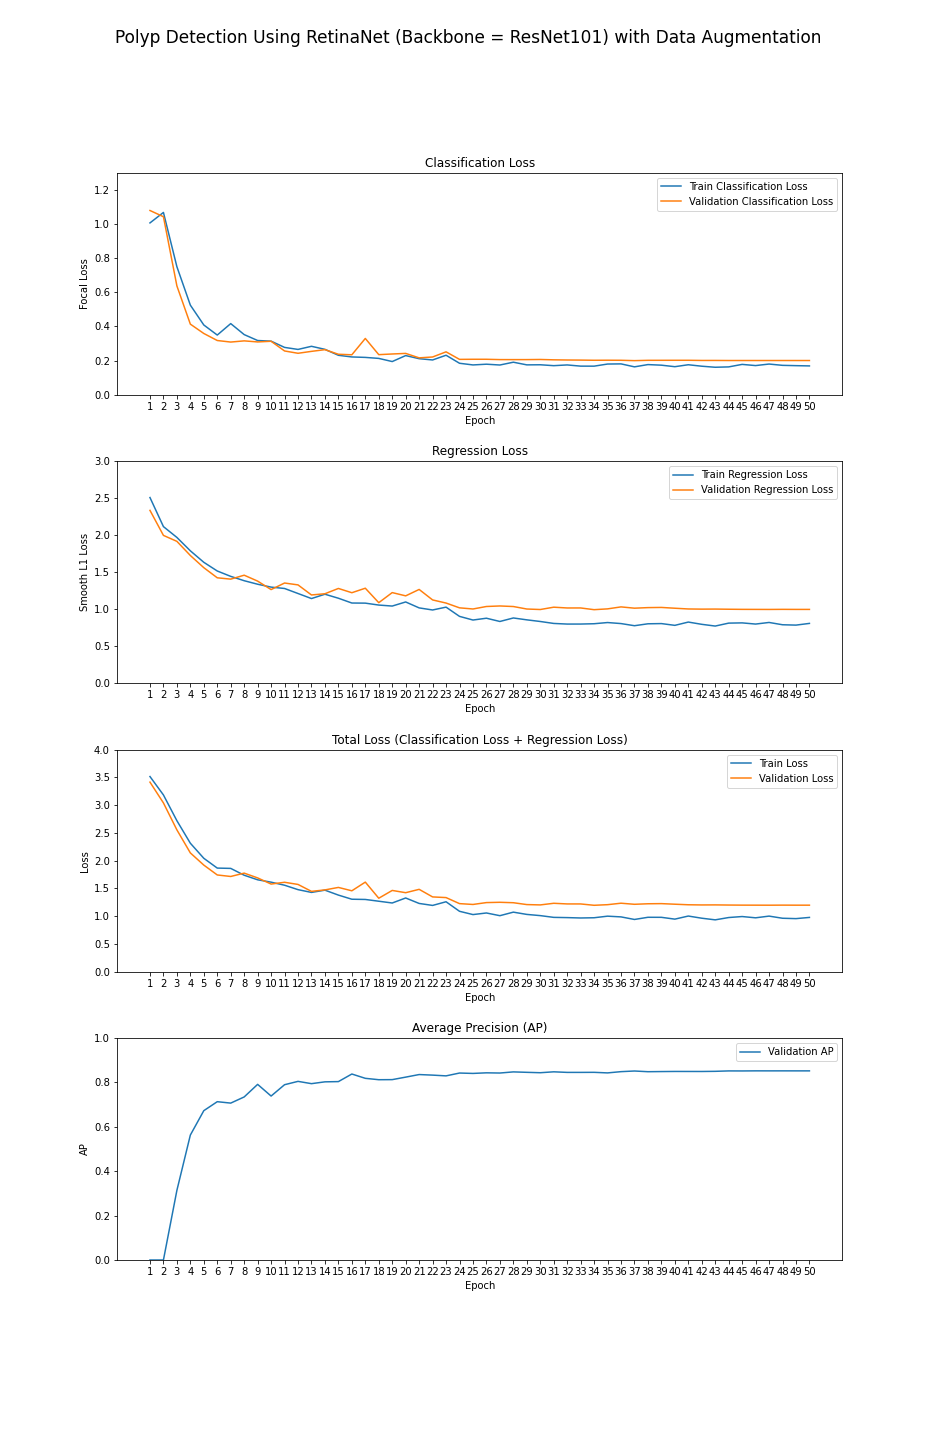 Polyp Detection Using RetinaNet (Backbone = ResNet101) with Data Augmentation
Classification Loss
Train Classification Loss
Validation Classification Loss
Focal Loss
1.2
1.0
0.8
0.6
0.4
0.2
0.0
1 2 3 4 5 6 7 8 9 10 11 12 13 14 15 16 17 18 19 20 21 22 23 24 25 26 27 28 29 30 31 32 33 34 35 36 37 38 39 40 41 42 43 44 45 46 47 48 49 50
Epoch
Regression Loss
Train Regression Loss
Validation Regression Loss
Smooth L1 Loss
3.0
2.5
2.0
1.5
1.0
0.5
0.0
1 2 3 4 5 6 7 8 9 10 11 12 13 14 15 16 17 18 19 20 21 22 23 24 25 26 27 28 29 30 31 32 33 34 35 36 37 38 39 40 41 42 43 44 45 46 47 48 49 50
Epoch
Total Loss (Classification Loss + Regression Loss)
Train Loss
Validation Loss
Loss
4.0
3.5
3.0
2.5
2.0
1.5
1.0
0.5
0.0
1 2 3 4 5 6 7 8 9 10 11 12 13 14 15 16 17 18 19 20 21 22 23 24 25 26 27 28 29 30 31 32 33 34 35 36 37 38 39 40 41 42 43 44 45 46 47 48 49 50
Epoch
Average Precision (AP)
Validation AP
AP
1.0
0.8
0.6
0.4
0.2
0.0
1 2 3 4 5 6 7 8 9 10 11 12 13 14 15 16 17 18 19 20 21 22 23 24 25 26 27 28 29 30 31 32 33 34 35 36 37 38 39 40 41 42 43 44 45 46 47 48 49 50
Epoch